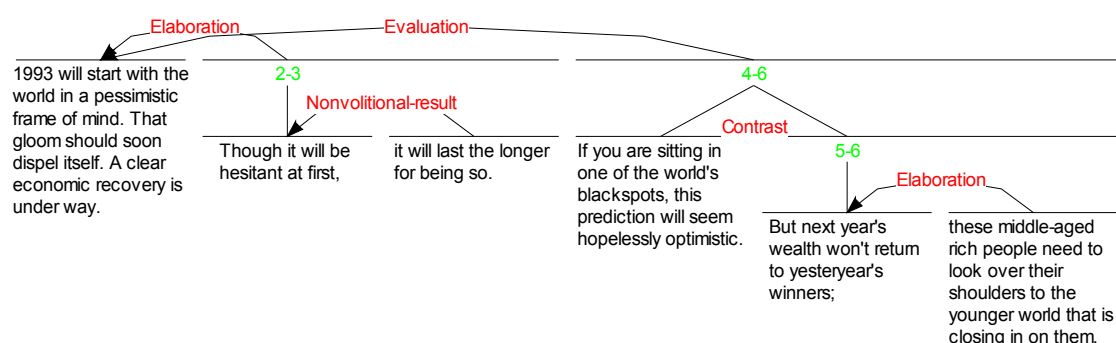 Elaboration
Evaluation
1993 will start with the
world in a pessimistic
frame of mind. That
gloom should soon
dispel itself. A clear
economic recovery is
under way.
2-3
Nonvolitional-result
Though it will be
hesitant at first,
it will last the longer
for being so.
4-6
Contrast
If you are sitting in
one of the world's
blackspots, this
prediction will seem
hopelessly optimistic.
5-6
Elaboration
But next year's
wealth won't return
to yesteryear's
winners;
these middle-aged
rich people need to
look over their
shoulders to the
younger world that is
closing in on them.